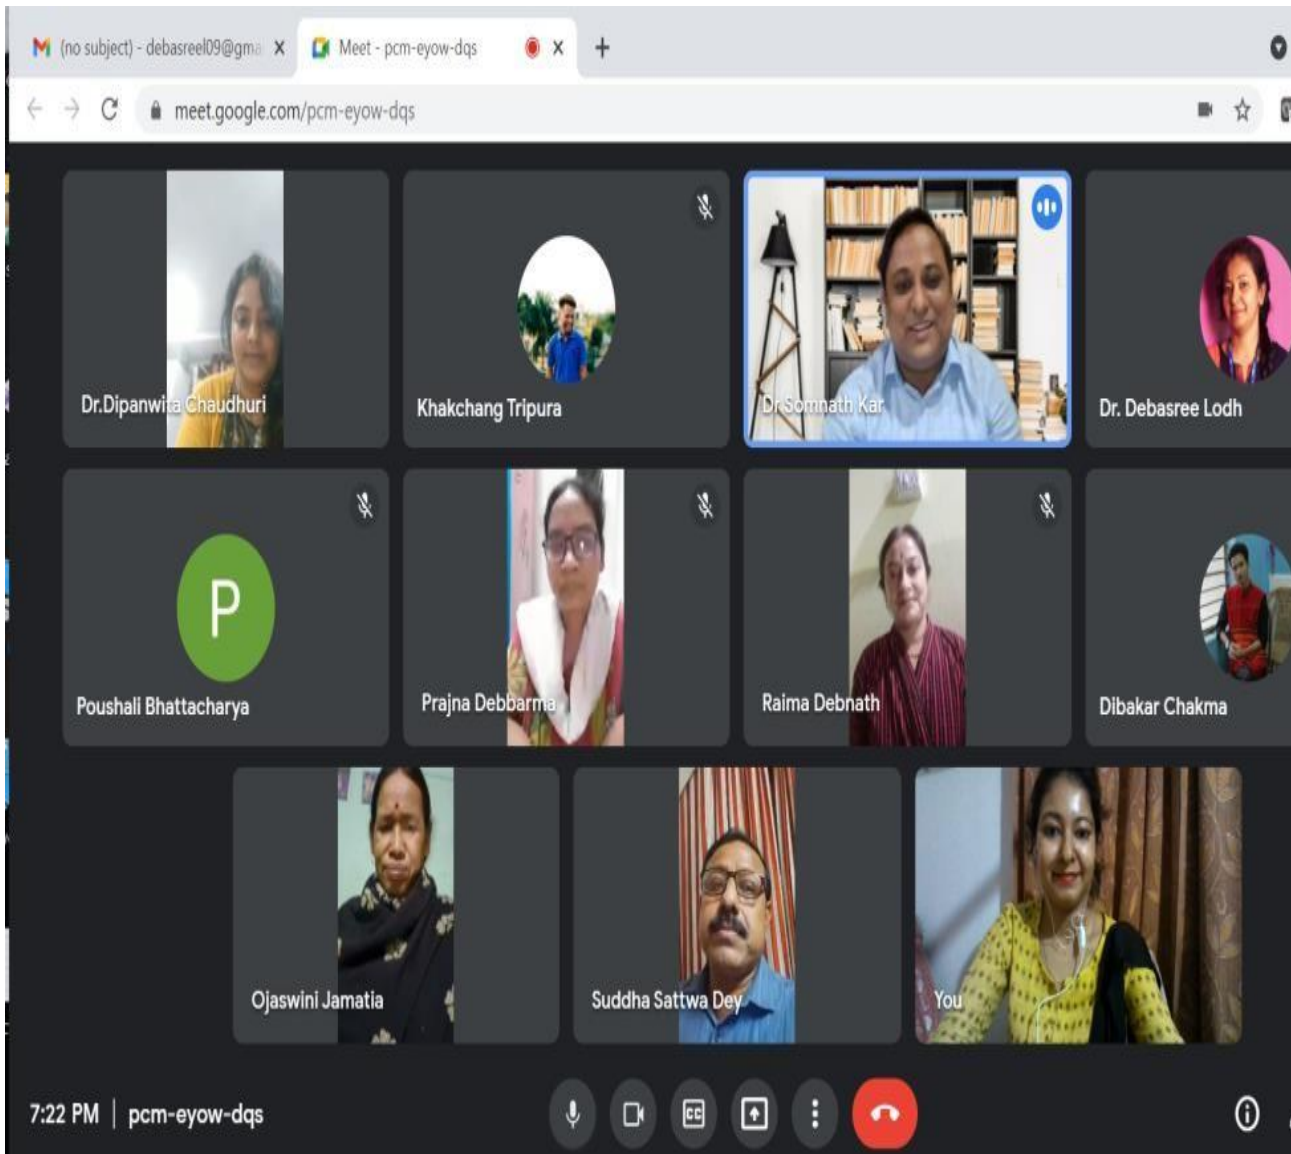 (no subject) - debasreel09@gma
Meet - pcm-eyow-dqs
meet.google.com/pcm-eyow-dqs
Dr.Dipanwita Chaudhuri
Khakchang Tripura
Dr Somnath Kar
Dr. Debasree Lodh
P
Poushali Bhattacharya
Prajna Debbarma
Raima Debnath
Dibakar Chakma
Ojaswini Jamatia
Suddha Sattwa Dey
You
7:22 PM | pcm-eyow-dqs
CC